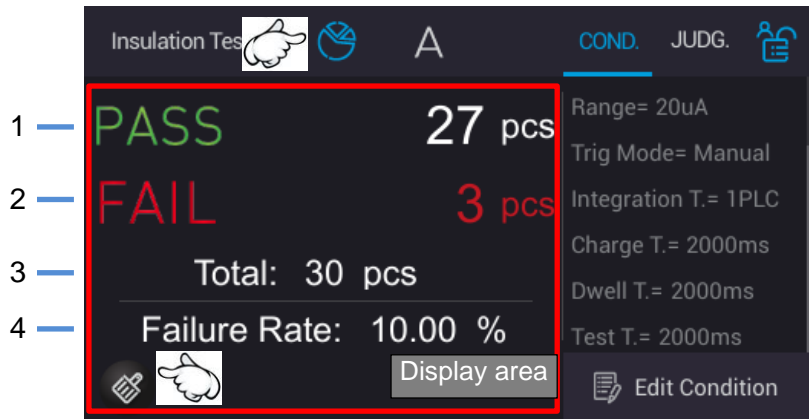 Insulation Tes
A
COND. JUDG.
1 PASS 27 pcs
2 FAIL 3 pcs
3 Total: 30 pcs
4 Failure Rate: 10.00 %
Display area
Range= 20uA
Trig Mode= Manual
Integration T.= 1PLC
Charge T.= 2000ms
Dwell T.= 2000ms
Test T.= 2000ms
Edit Condition